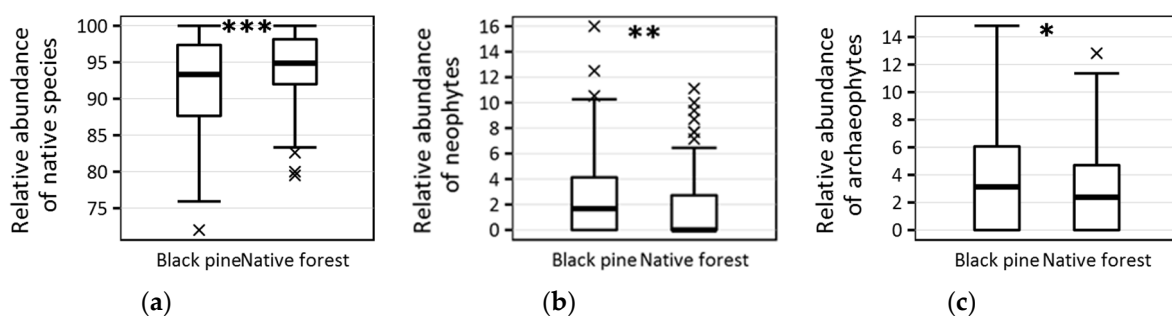 Relative abundance
of native species
100
95
90
85
80
75
***
Black pine Native forest
(a)
Relative abundance
of neophytes
16
14
12
10
8
6
4
2
0
**
Black pine Native forest
(b)
Relative abundance
of archaeophytes
14
12
10
8
6
4
2
0
*
Black pine Native forest
(c)